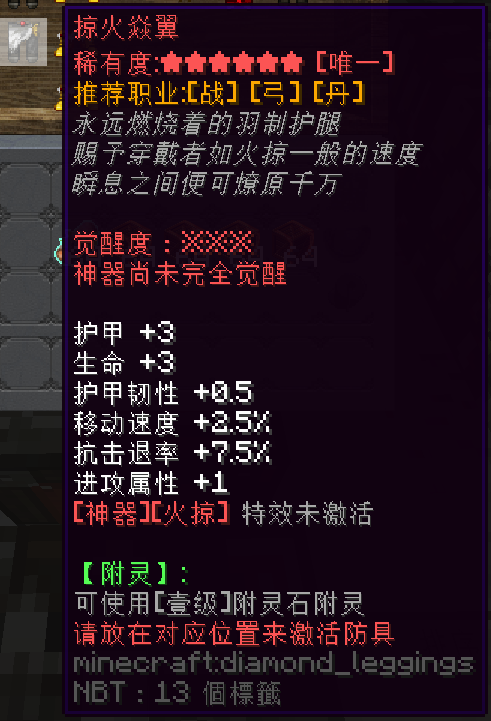 掠火焱翼
稀有度:★★★★★★ [唯一]
推荐职业:[战] [弓] [丹]
永远燃烧着的羽制护腿
赐予穿戴者如火掠一般的速度
瞬息之间便可燎原千万
觉醒度：※※※
神器尚未完全觉醒
护甲 +3
生命 +3
护甲韧性 +0.5
移动速度 +2.5%
抗击退率 +7.5%
进攻属性 +1
[神器][火掠] 特效未激活
【附灵】:
可使用[壹级]附灵石附灵
请放在对应位置来激活防具
minecraft:diamond_leggings
NBT : 13 個標籤